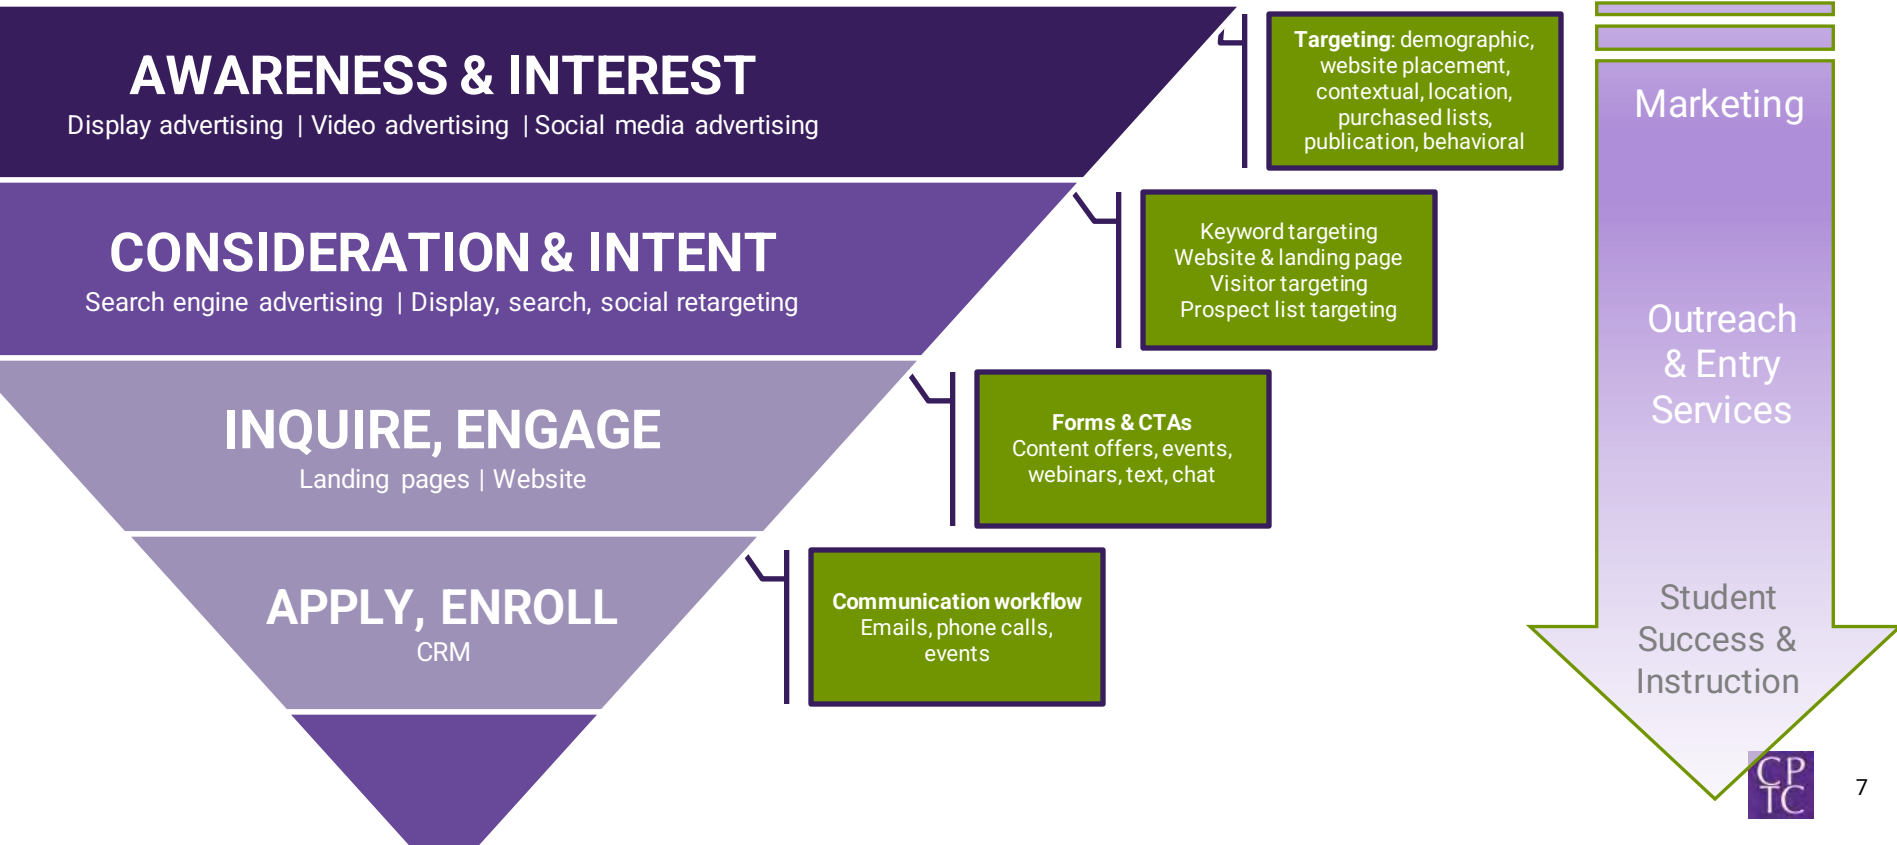 AWARENESS & INTEREST
Display advertising | Video advertising | Social media advertising
Targeting: demographic,
website placement,
contextual, location,
purchased lists,
publication, behavioral
CONSIDERATION & INTENT
Search engine advertising | Display, search, social retargeting
Keyword targeting
Website & landing page
Visitor targeting
Prospect list targeting
INQUIRE, ENGAGE
Landing pages | Website
Forms & CTAs
Content offers, events,
webinars, text, chat
APPLY, ENROLL
CRM
Communication workflow
Emails, phone calls,
events
Marketing
Outreach
& Entry
Services
Student
Success &
Instruction
CP
TC
7